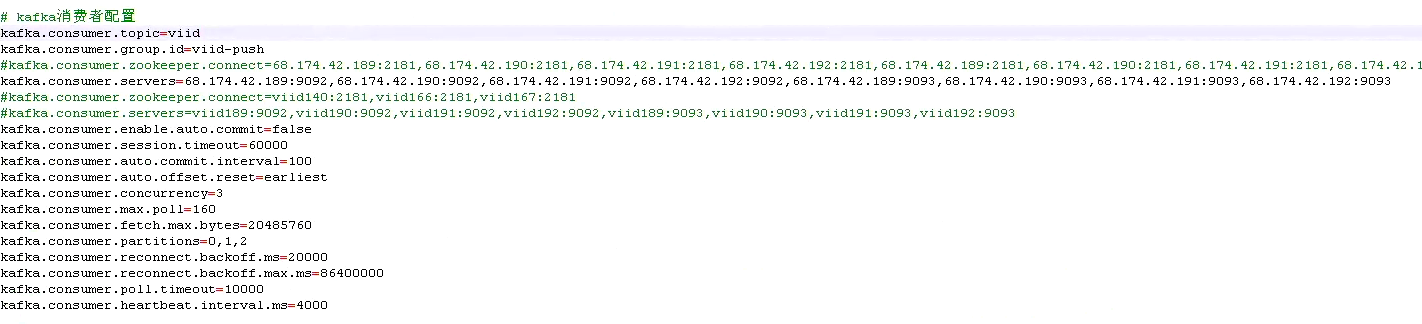 # kafka消费者配置
kafka.consumer.topic=viid
kafka.consumer.group.id=viid-push
#kafka.consumer.zookeeper.connect=68.174.42.189:2181,68.174.42.190:2181,68.174.42.191:2181,68.174.42.192:2181,68.174.42.189:2181,68.174.42.190:2181,68.174.42.191:2181,68.174.42.1
kafka.consumer.servers=68.174.42.189:9092,68.174.42.190:9092,68.174.42.191:9092,68.174.42.192:9092,68.174.42.189:9093,68.174.42.190:9093,68.174.42.191:9093,68.174.42.192:9093
#kafka.consumer.zookeeper.connect=viid140:2181,viid166:2181,viid167:2181
#kafka.consumer.servers=viid189:9092,viid190:9092,viid191:9092,viid192:9092,viid189:9093,viid190:9093,viid191:9093,viid192:9093
kafka.consumer.enable.auto.commit=false
kafka.consumer.session.timeout=60000
kafka.consumer.auto.commit.interval=100
kafka.consumer.auto.offset.reset=earliest
kafka.consumer.concurrency=3
kafka.consumer.max.poll=160
kafka.consumer.fetch.max.bytes=20485760
kafka.consumer.partitions=0,1,2
kafka.consumer.reconnect.backoff.ms=20000
kafka.consumer.reconnect.backoff.max.ms=86400000
kafka.consumer.poll.timeout=10000
kafka.consumer.heartbeat.interval.ms=4000